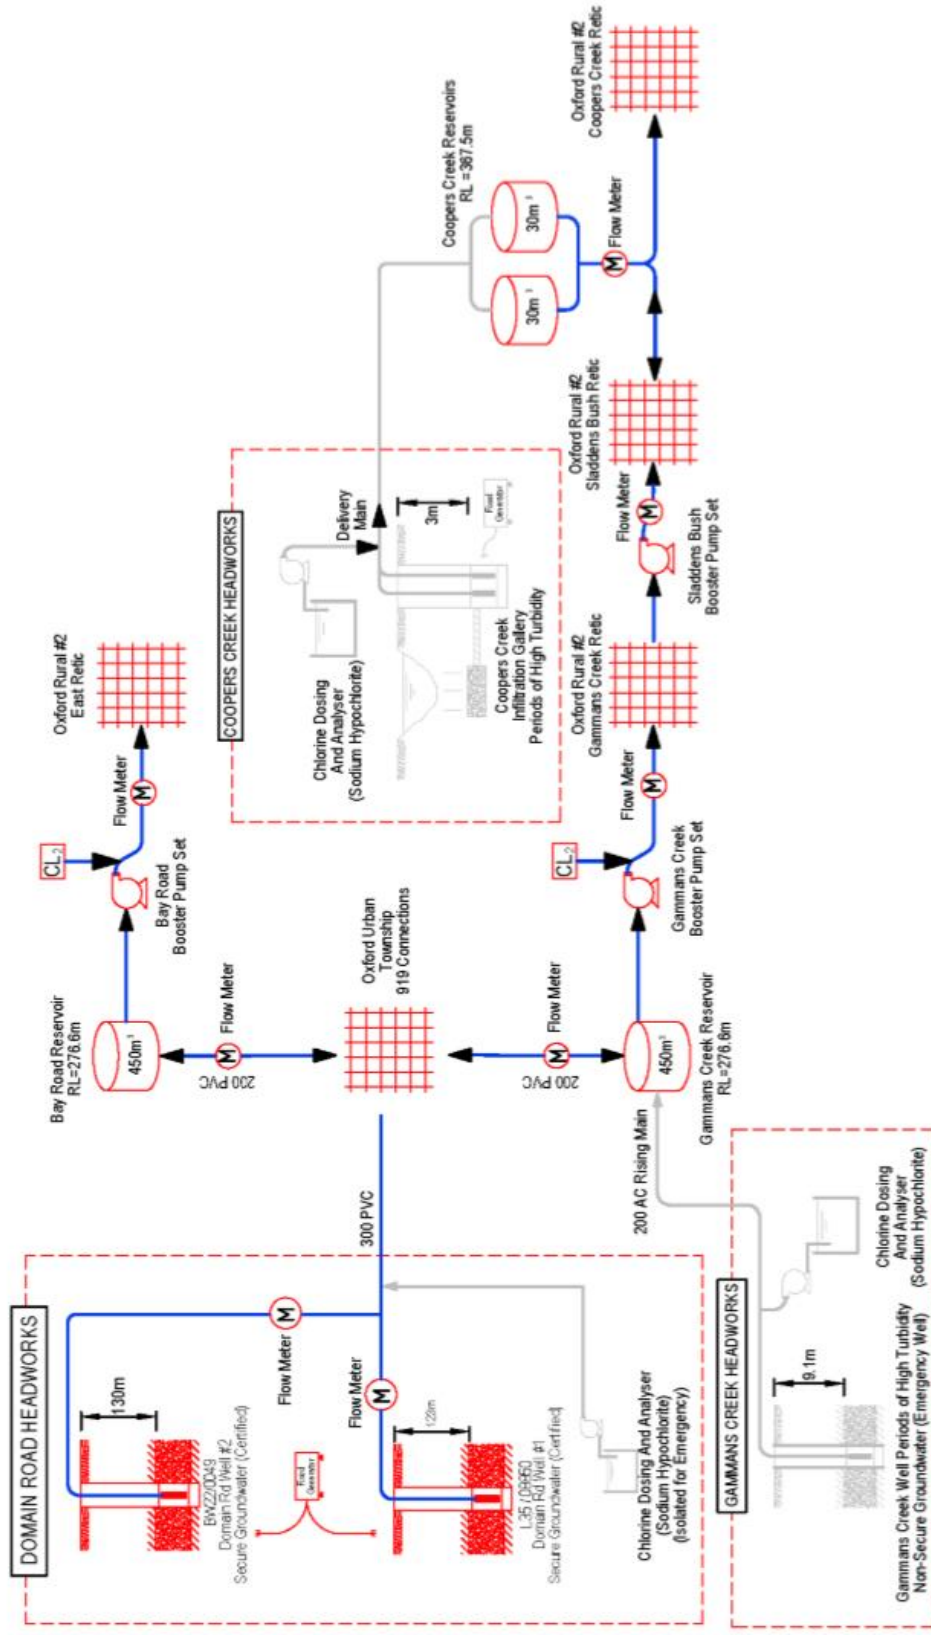 DOMAIN ROAD HEADWORKS
130m
BW22/0049
Domain Rd Well #2
Secure Groundwater (Certified)
Fixed
Generator
Flow Meter
M
Flow Meter
M
L35 /
Domain Rd Well #1
Secure Groundwater (Certified)
Chlorine Dosing And Analyser
(Sodium Hypochlorite)
(Isolated for Emergency)
300 PVC
Bay Road Reservoir
RL=276.6m
450m³
200 PVC
M
Flow Meter
Oxford Urban
Township
919 Connections
CL₂
Bay Road
Booster Pump Set
Flow Meter
M
Oxford Rural #2
East Retic
COOPERS CREEK HEADWORKS
Chlorine Dosing
And Analyser
(Sodium Hypochlorite)
Delivery
Main
3m
Fixed
Generator
Coopers Creek
Infiltration Gallery
Periods of High Turbidity
Coopers Creek Reservoirs
RL =367.5m
30m³
30m³
M
Flow Meter
200 PVC
M
Flow Meter
450m³
Gammans Creek Reservoir
RL=276.6m
CL₂
Gammans Creek
Booster Pump Set
Flow Meter
M
Oxford Rural #2
Gammans Creek Retic
Sladdens Bush
Booster Pump Set
Flow Meter
M
Oxford Rural #2
Sladdens Bush Retic
Oxford Rural #2
Coopers Creek Retic
200 AC Rising Main
GAMMANS CREEK HEADWORKS
9.1m
Chlorine Dosing
And Analyser
(Sodium Hypochlorite)
Gammans Creek Well Periods of High Turbidity
Non-Secure Groundwater (Emergency Well)